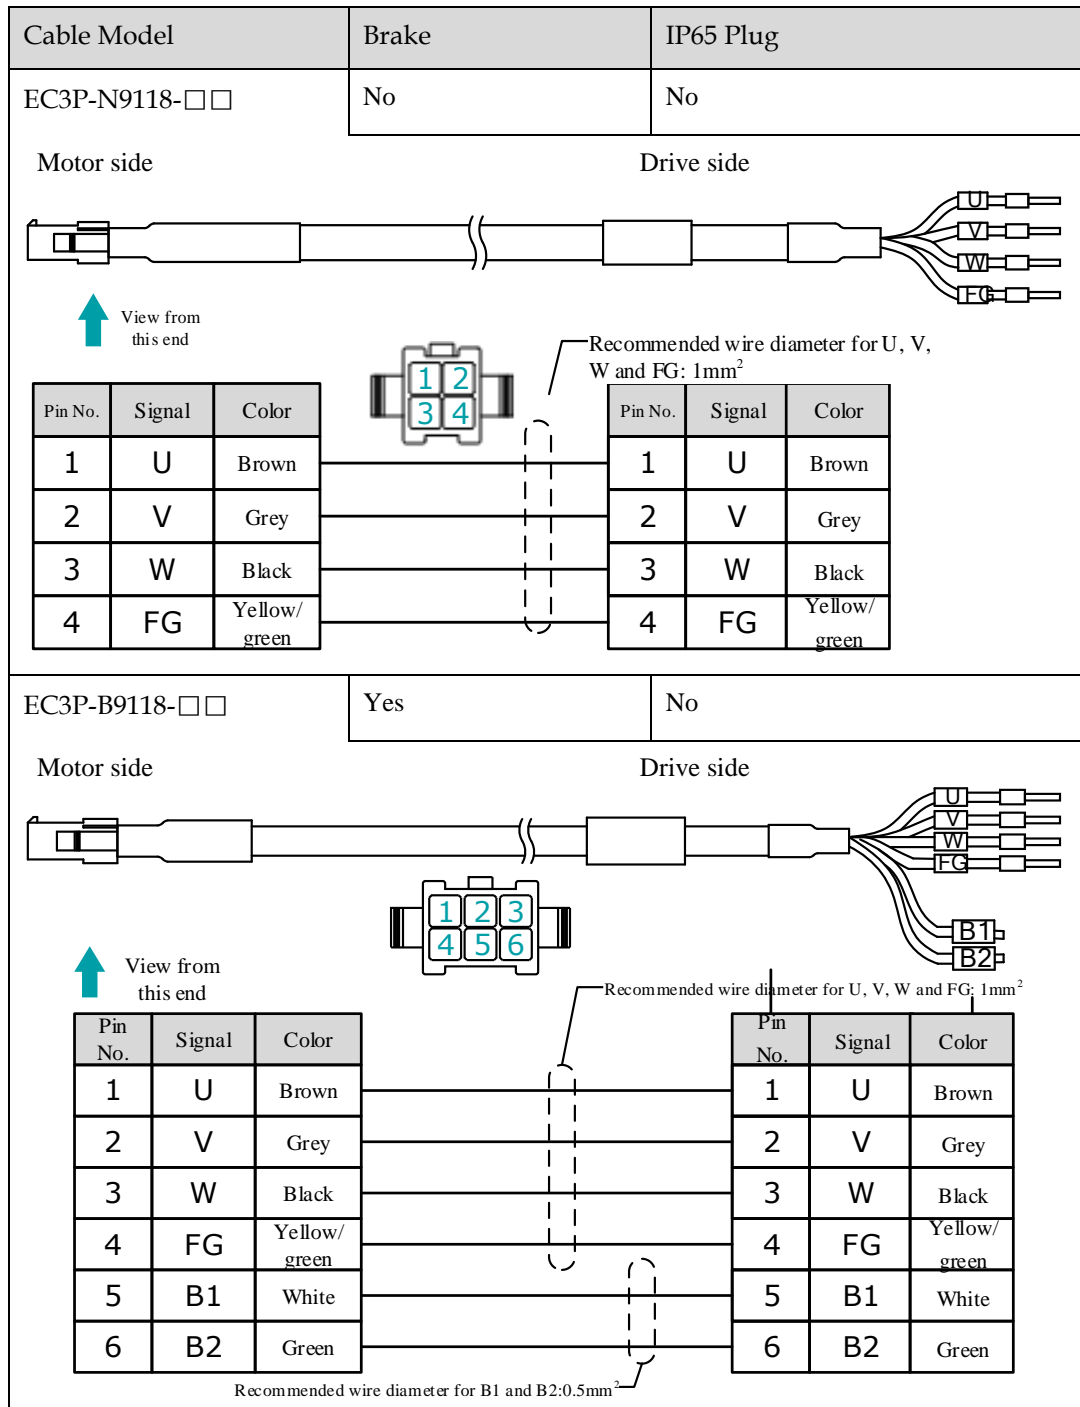 Cable Model Brake IP65 Plug
EC3P-N9118-□□ No No
Motor side Drive side
U
V
W
FG
View from
this end
1 2
3 4
Recommended wire diameter for U, V,
W and FG: 1mm²
Pin No. Signal Color Pin No. Signal Color
1 U Brown 1 U Brown
2 V Grey 2 V Grey
3 W Black 3 W Black
4 FG Yellow/
green 4 FG Yellow/
green
EC3P-B9118-□□ Yes No
Motor side Drive side
U
V
W
FG
B1
B2
1 2 3
4 5 6
View from
this end
Recommended wire diameter for U, V, W and FG: 1mm²
Pin
No. Signal Color Pin
No. Signal Color
1 U Brown 1 U Brown
2 V Grey 2 V Grey
3 W Black 3 W Black
4 FG Yellow/
green 4 FG Yellow/
green
5 B1 White 5 B1 White
6 B2 Green 6 B2 Green
Recommended wire diameter for B1 and B2:0.5mm²